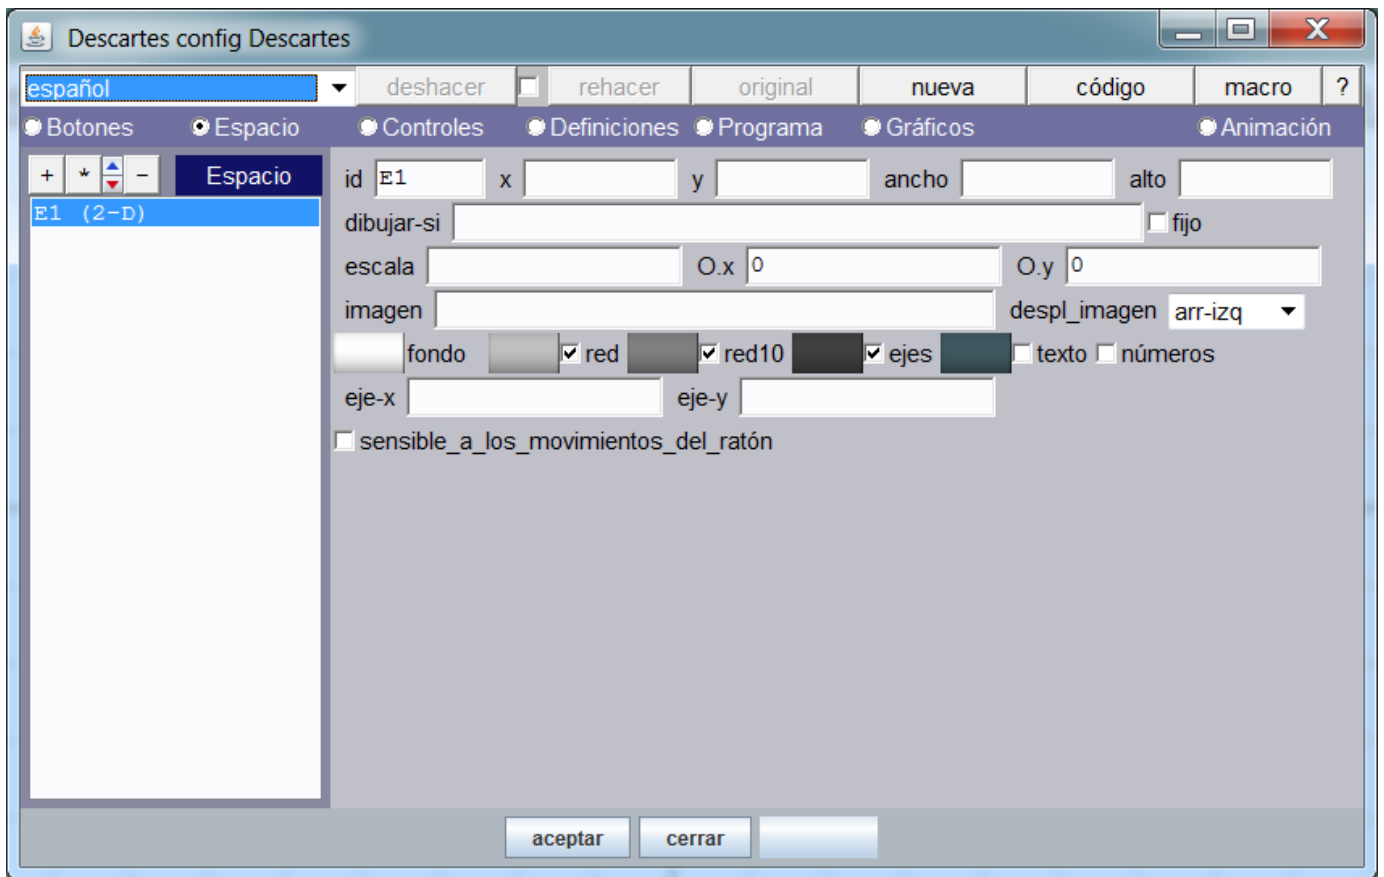 Descartes config Descartes
español deshacer rehacer original nueva código macro ?
Botones Espacio Controles Definiciones Programa Gráficos Animación
+ * - Espacio id E1 x y ancho alto
E1 (2-D)
dibujar-si fijo
escala O.x 0 O.y 0
imagen despl_imagen arr-izq
fondo red red10 ejes texto números
eje-x eje-y
sensible_a_los_movimientos_del_ratón
aceptar cerrar